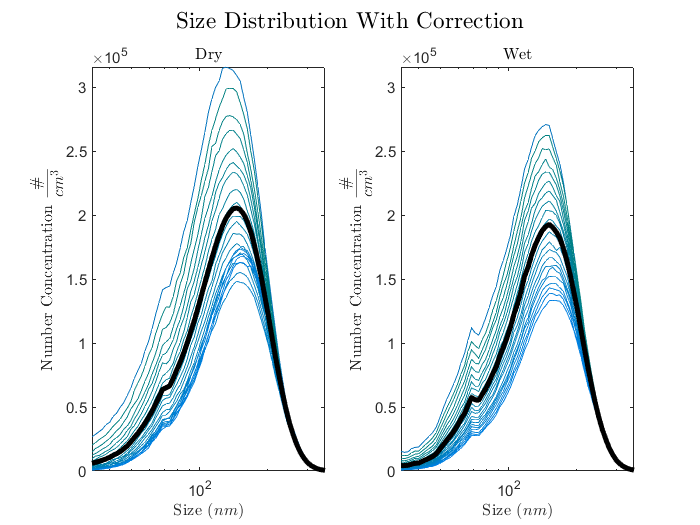 Size Distribution With Correction
Dry
×10^5
3
2.5
2
1.5
1
0.5
0
10^2
Size (nm)
Number Concentration #/cm^3
Wet
×10^5
3
2.5
2
1.5
1
0.5
0
10^2
Size (nm)
Number Concentration #/cm^3